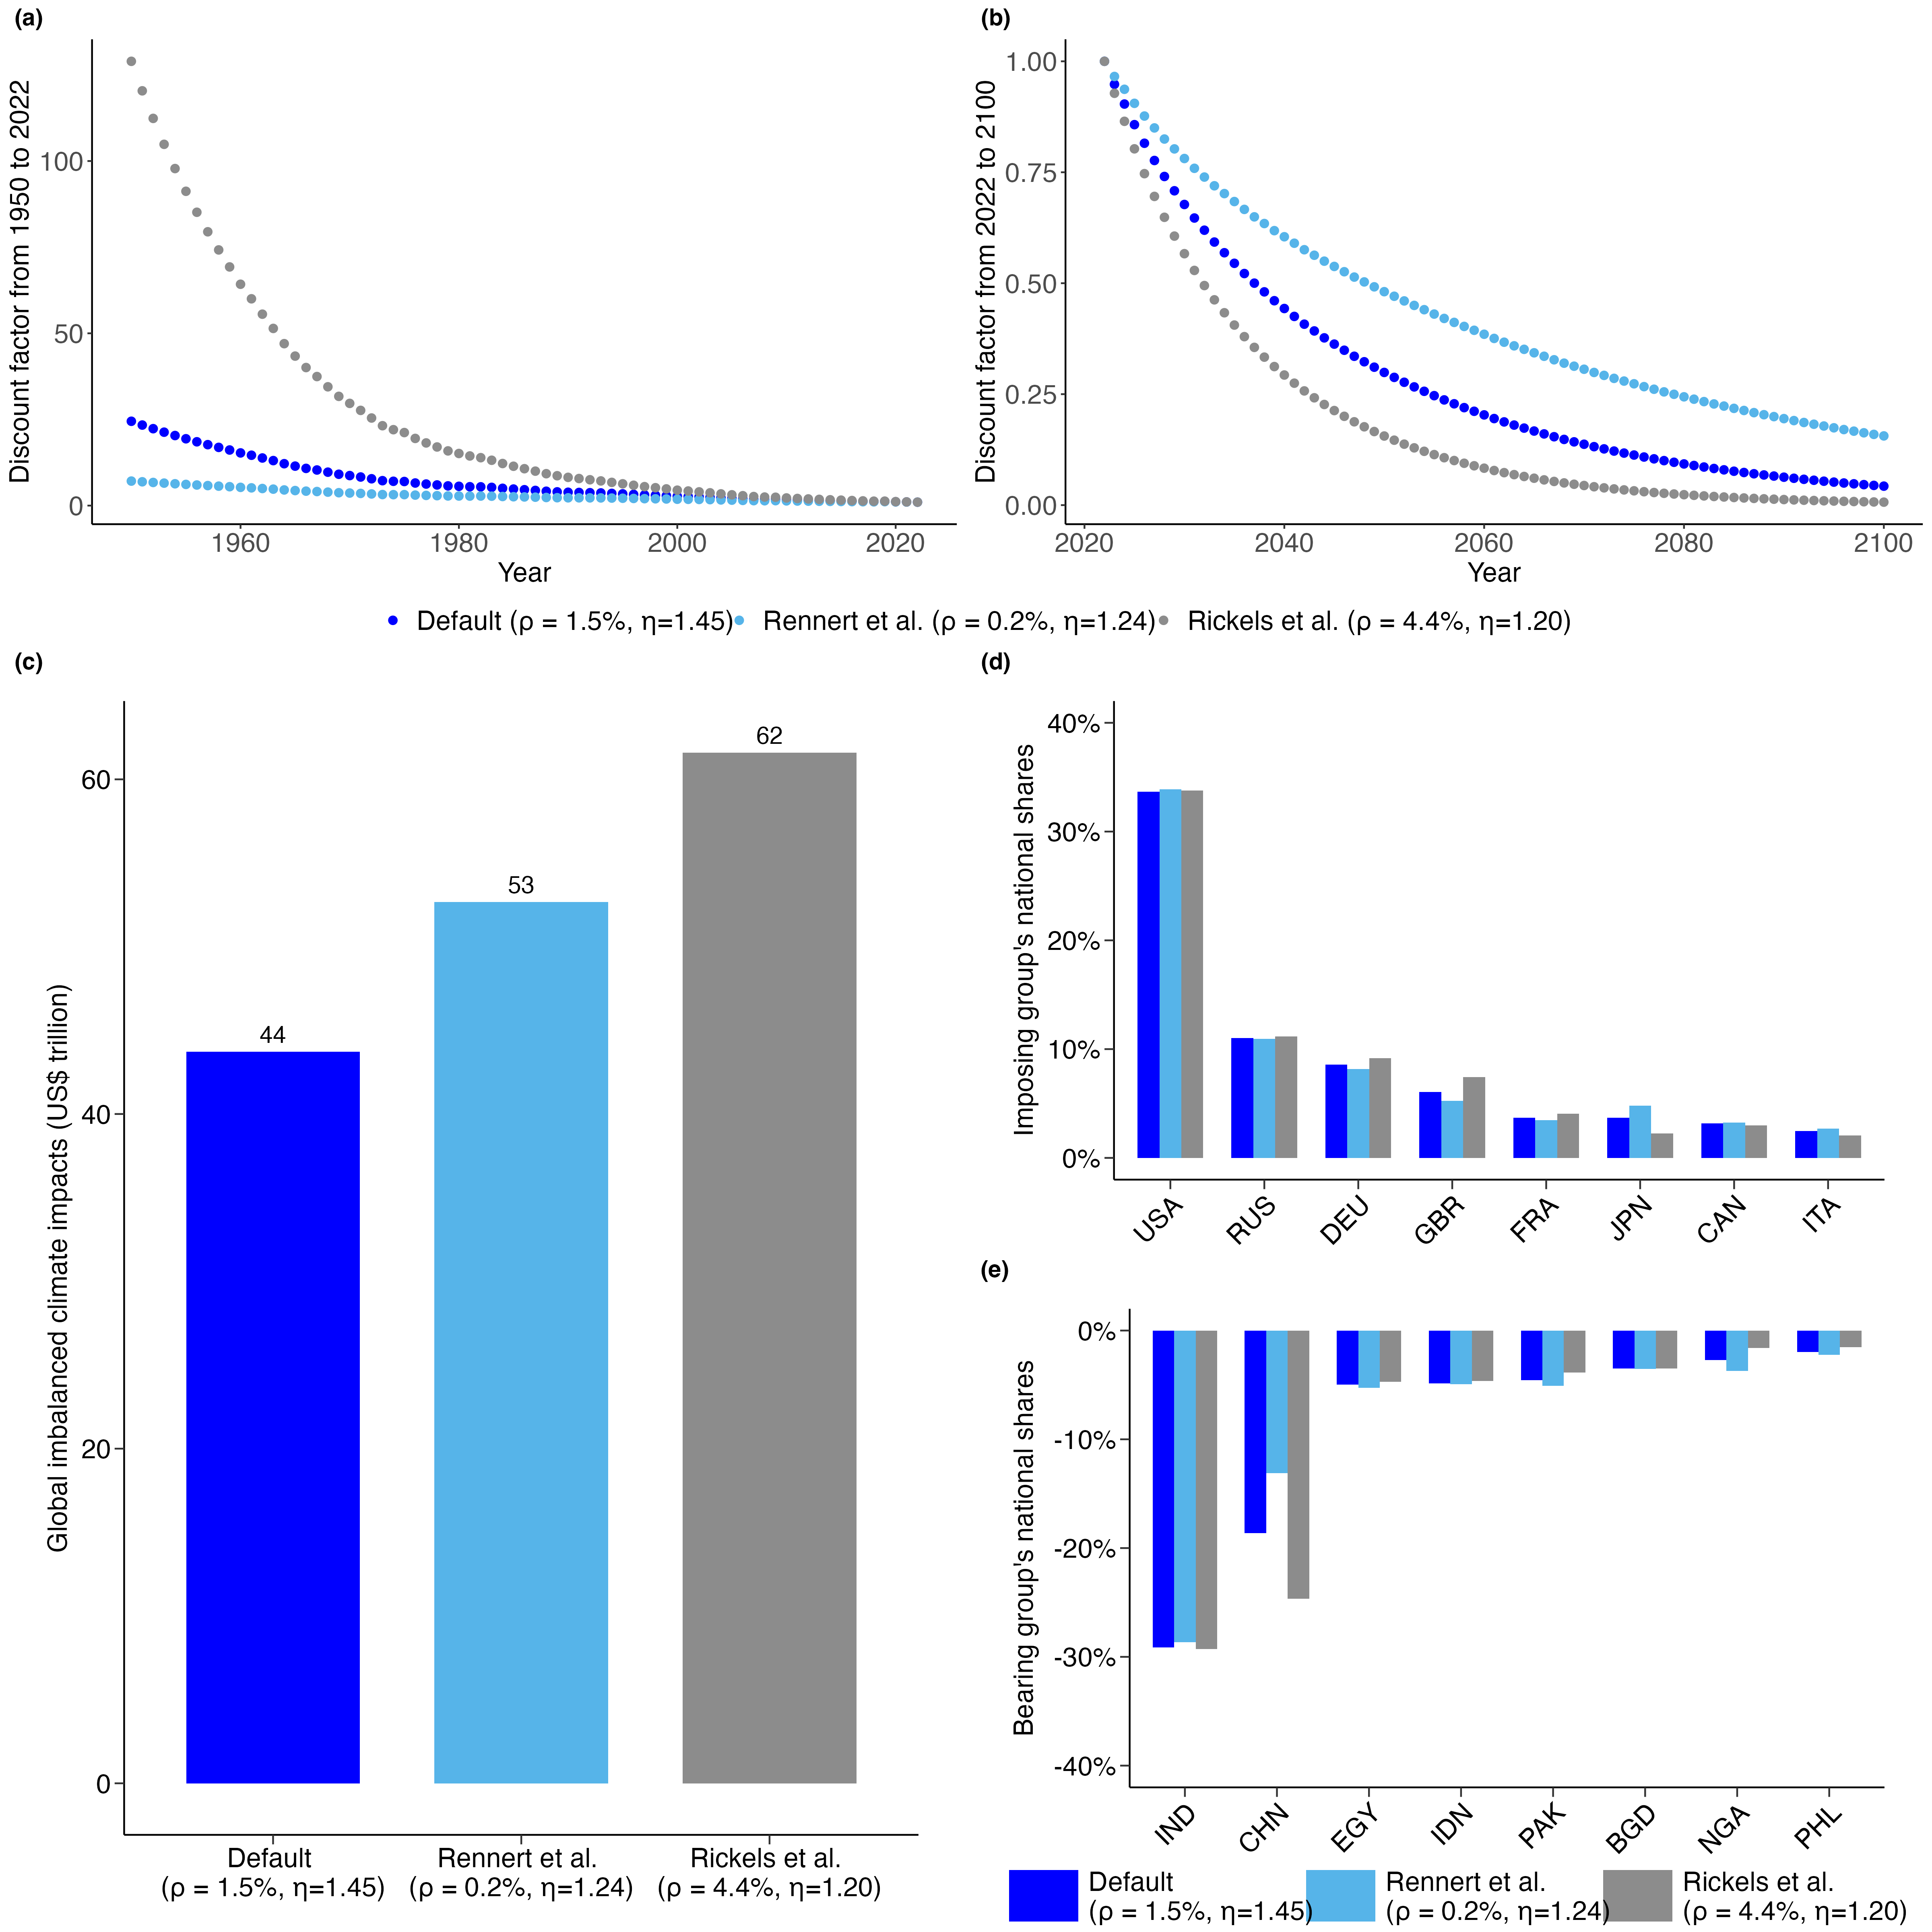 (a)
Discount factor from 1950 to 2022
100
50
0
1960 1980 2000 2020
Year
(b)
Discount factor from 2022 to 2100
1.00
0.75
0.50
0.25
0.00
2020 2040 2060 2080 2100
Year
Default (ρ = 1.5%, η=1.45) Rennert et al. (ρ = 0.2%, η=1.24) Rickels et al. (ρ = 4.4%, η=1.20)
(c)
Global imbalanced climate impacts (US$ trillion)
60
40
20
0
44
53
62
Default
(ρ = 1.5%, η=1.45)
Rennert et al.
(ρ = 0.2%, η=1.24)
Rickels et al.
(ρ = 4.4%, η=1.20)
(d)
Imposing group's national shares
40%
30%
20%
10%
0%
USA RUS DEU GBR FRA JPN CAN ITA
(e)
Bearing group's national shares
0%
-10%
-20%
-30%
-40%
IND CHN EGY IDN PAK BGD NGA PHL
Default
(ρ = 1.5%, η=1.45)
Rennert et al.
(ρ = 0.2%, η=1.24)
Rickels et al.
(ρ = 4.4%, η=1.20)